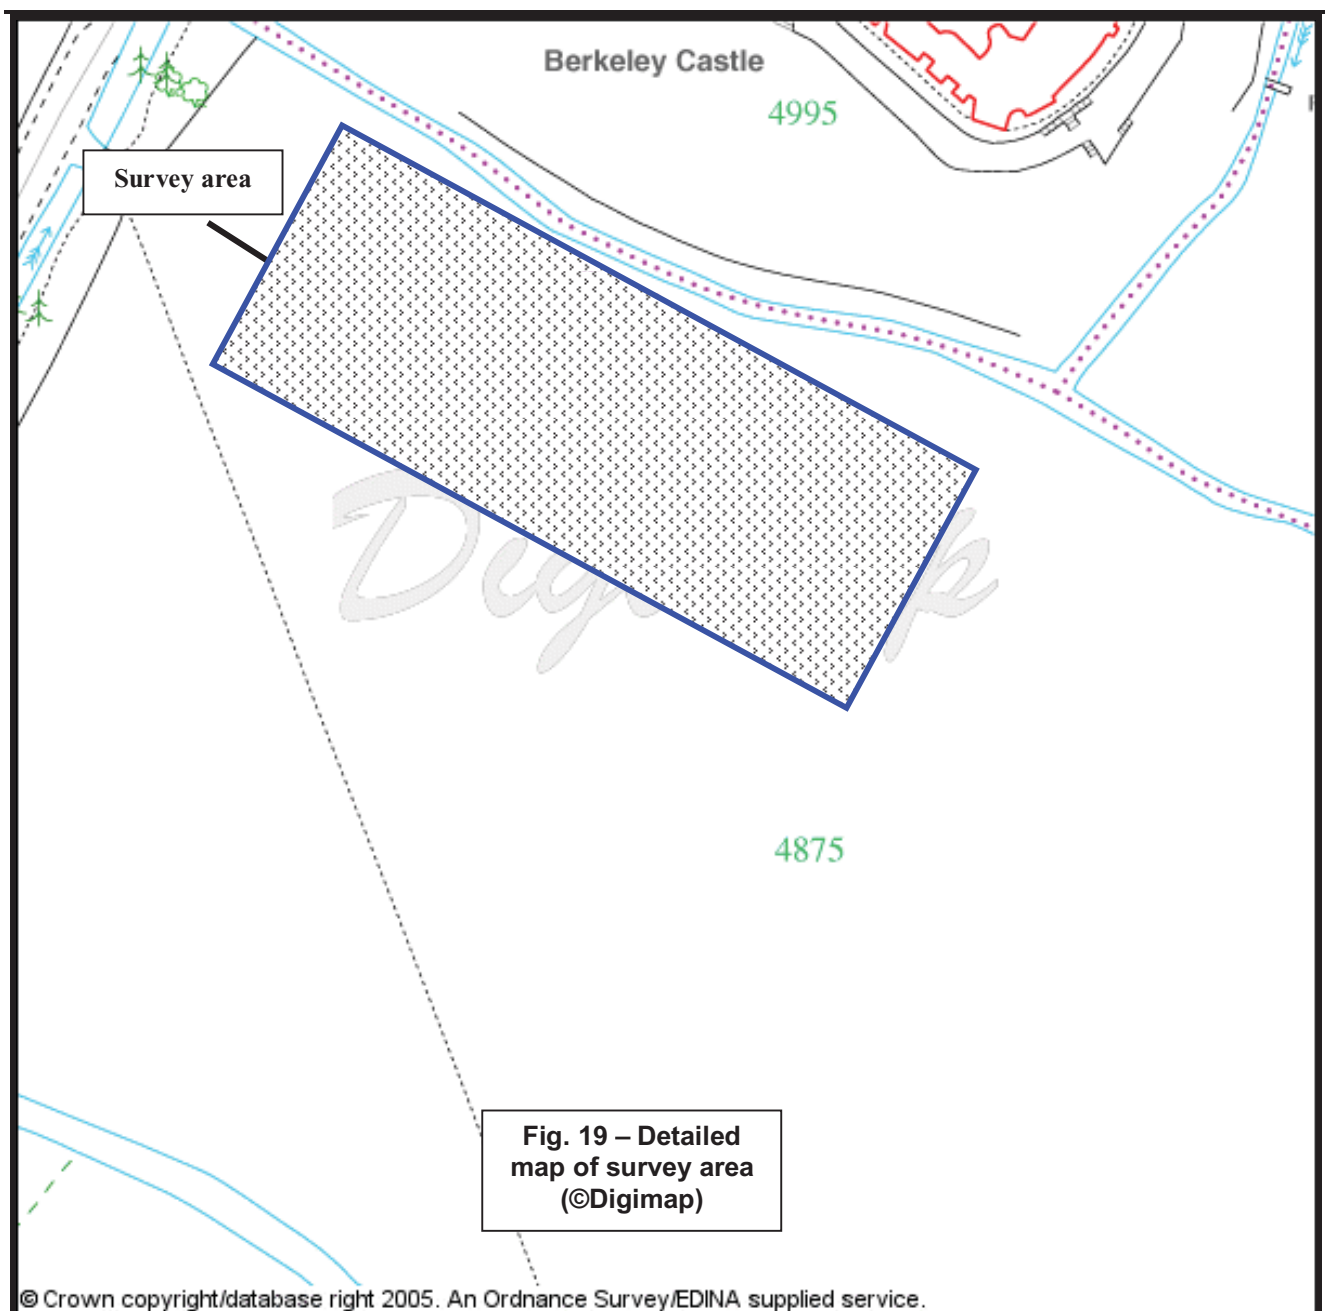 Berkeley Castle
4995
Survey area
Digimap
4875
Fig. 19 – Detailed
map of survey area
(©Digimap)
© Crown copyright/database right 2005. An Ordnance Survey/EDINA supplied service.